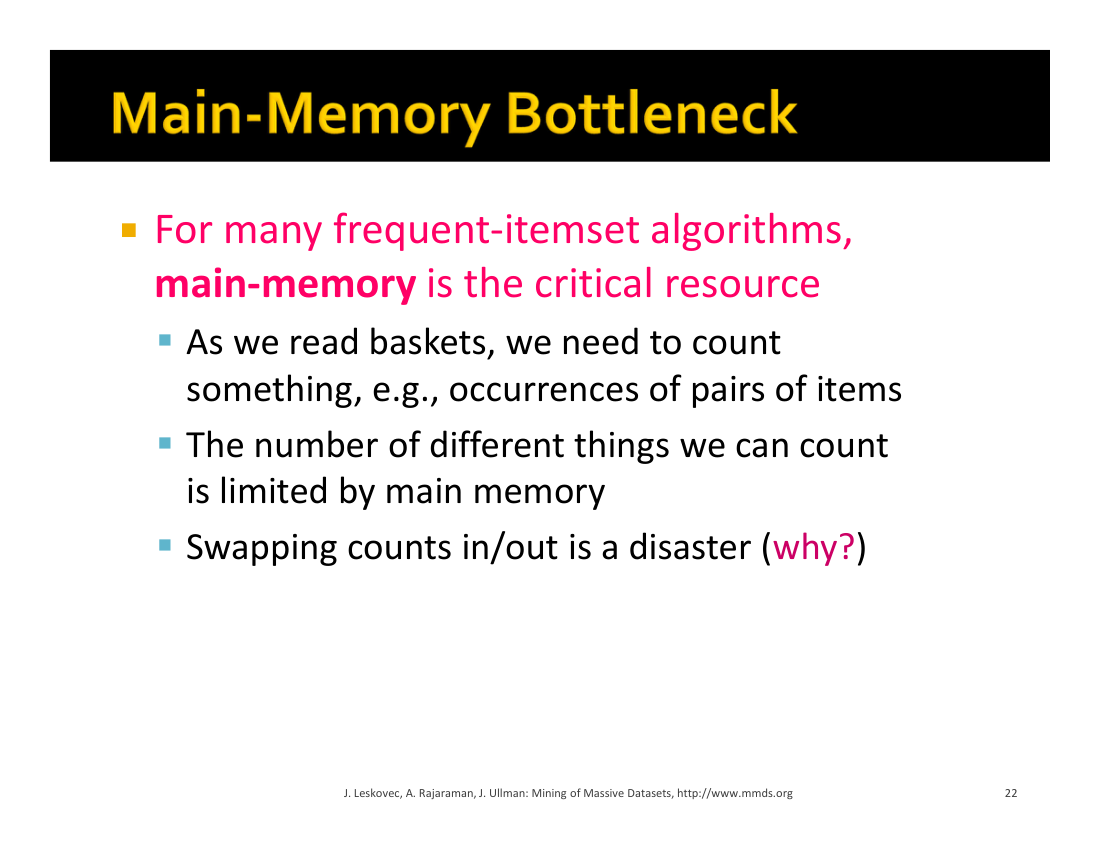 Main-Memory Bottleneck
For many frequent-itemset algorithms,
main-memory is the critical resource
As we read baskets, we need to count
something, e.g., occurrences of pairs of items
The number of different things we can count
is limited by main memory
Swapping counts in/out is a disaster (why?)
J. Leskovec, A. Rajaraman, J. Ullman: Mining of Massive Datasets, http://www.mmds.org
22